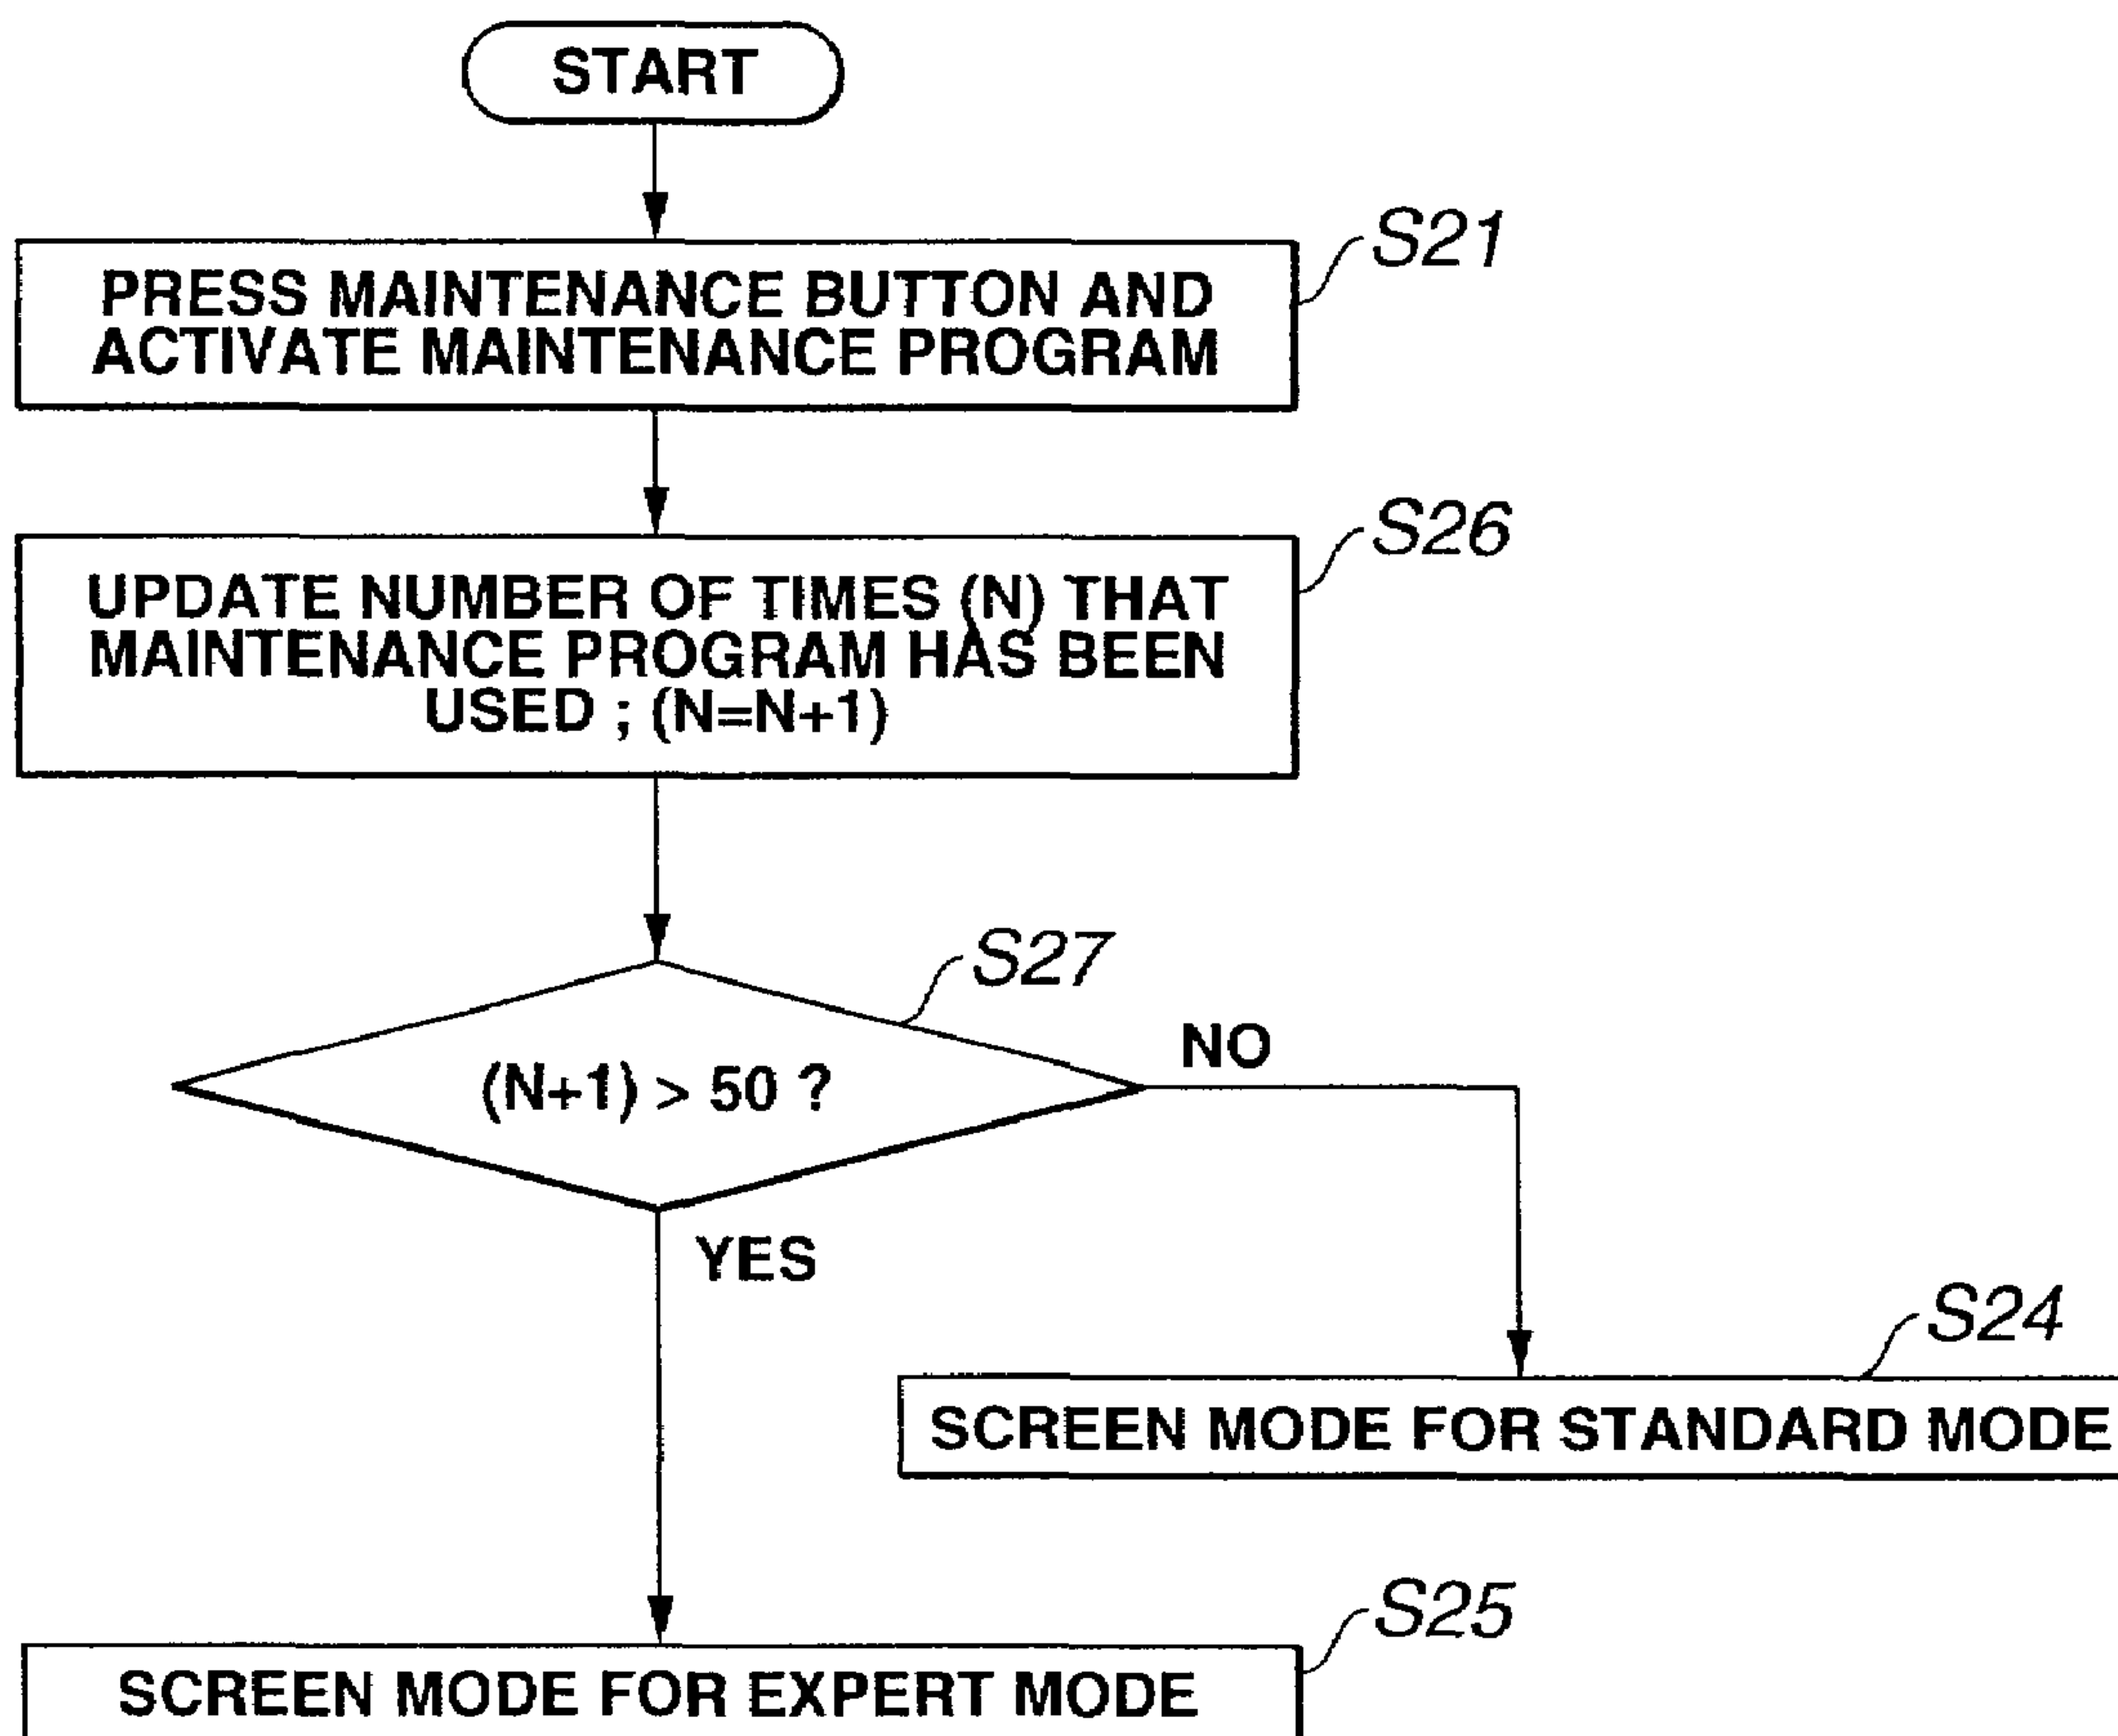 START
S21
PRESS MAINTENANCE BUTTON AND
ACTIVATE MAINTENANCE PROGRAM
S26
UPDATE NUMBER OF TIMES (N) THAT
MAINTENANCE PROGRAM HAS BEEN
USED ; (N=N+1)
S27
(N+1) > 50 ?
NO
YES
S24
SCREEN MODE FOR STANDARD MODE
S25
SCREEN MODE FOR EXPERT MODE